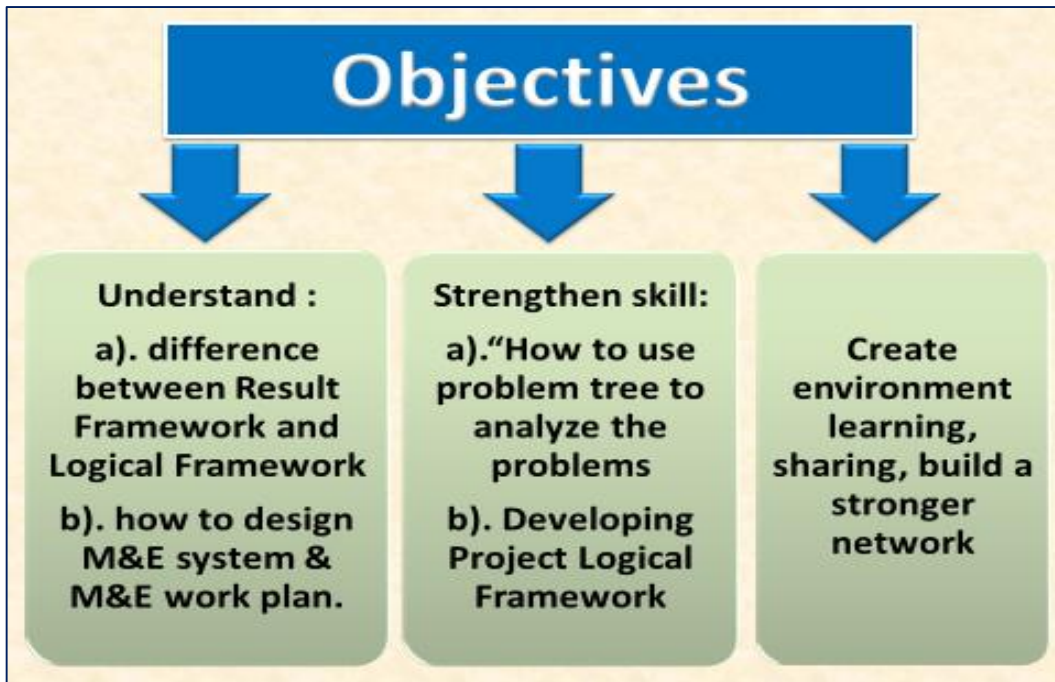 Objectives
Understand :
a). difference
between Result
Framework and
Logical Framework
b). how to design
M&E system &
M&E work plan.
Strengthen skill:
a).“How to use
problem tree to
analyze the
problems
b). Developing
Project Logical
Framework
Create
environment
learning,
sharing, build a
stronger
network